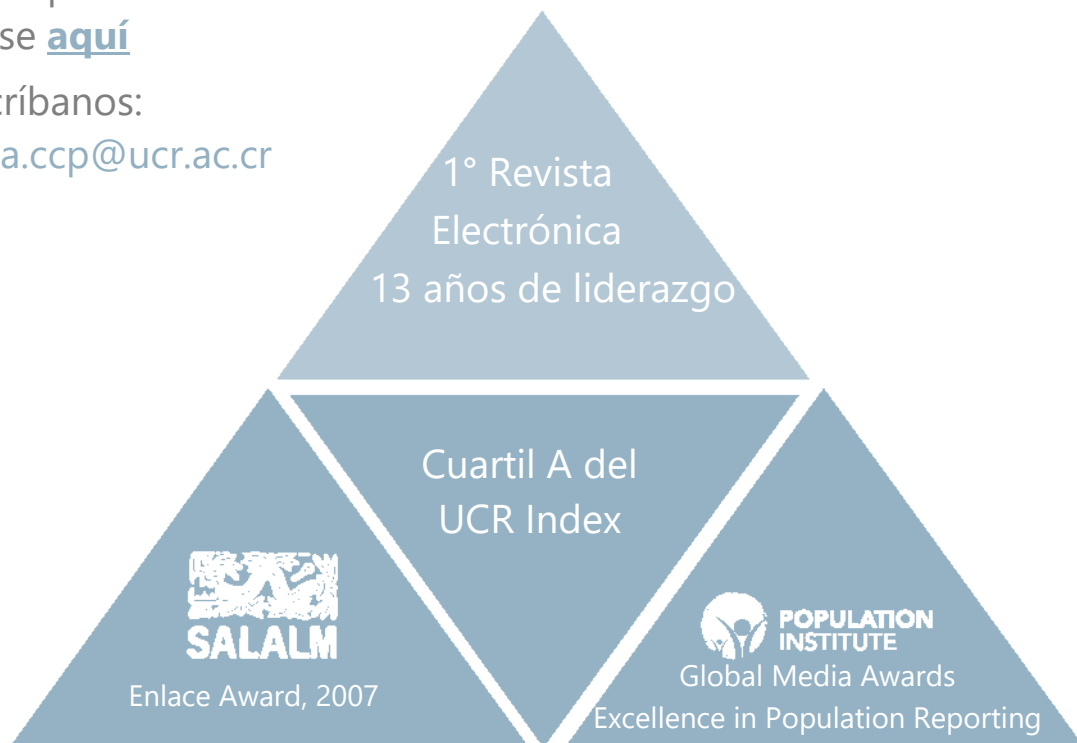 se aquí
críbanos:
a.ccp@ucr.ac.cr
1° Revista
Electrónica
13 años de liderazgo
Cuartil A del
UCR Index
SALALM
Enlace Award, 2007
POPULATION
INSTITUTE
Global Media Awards
Excellence in Population Reporting